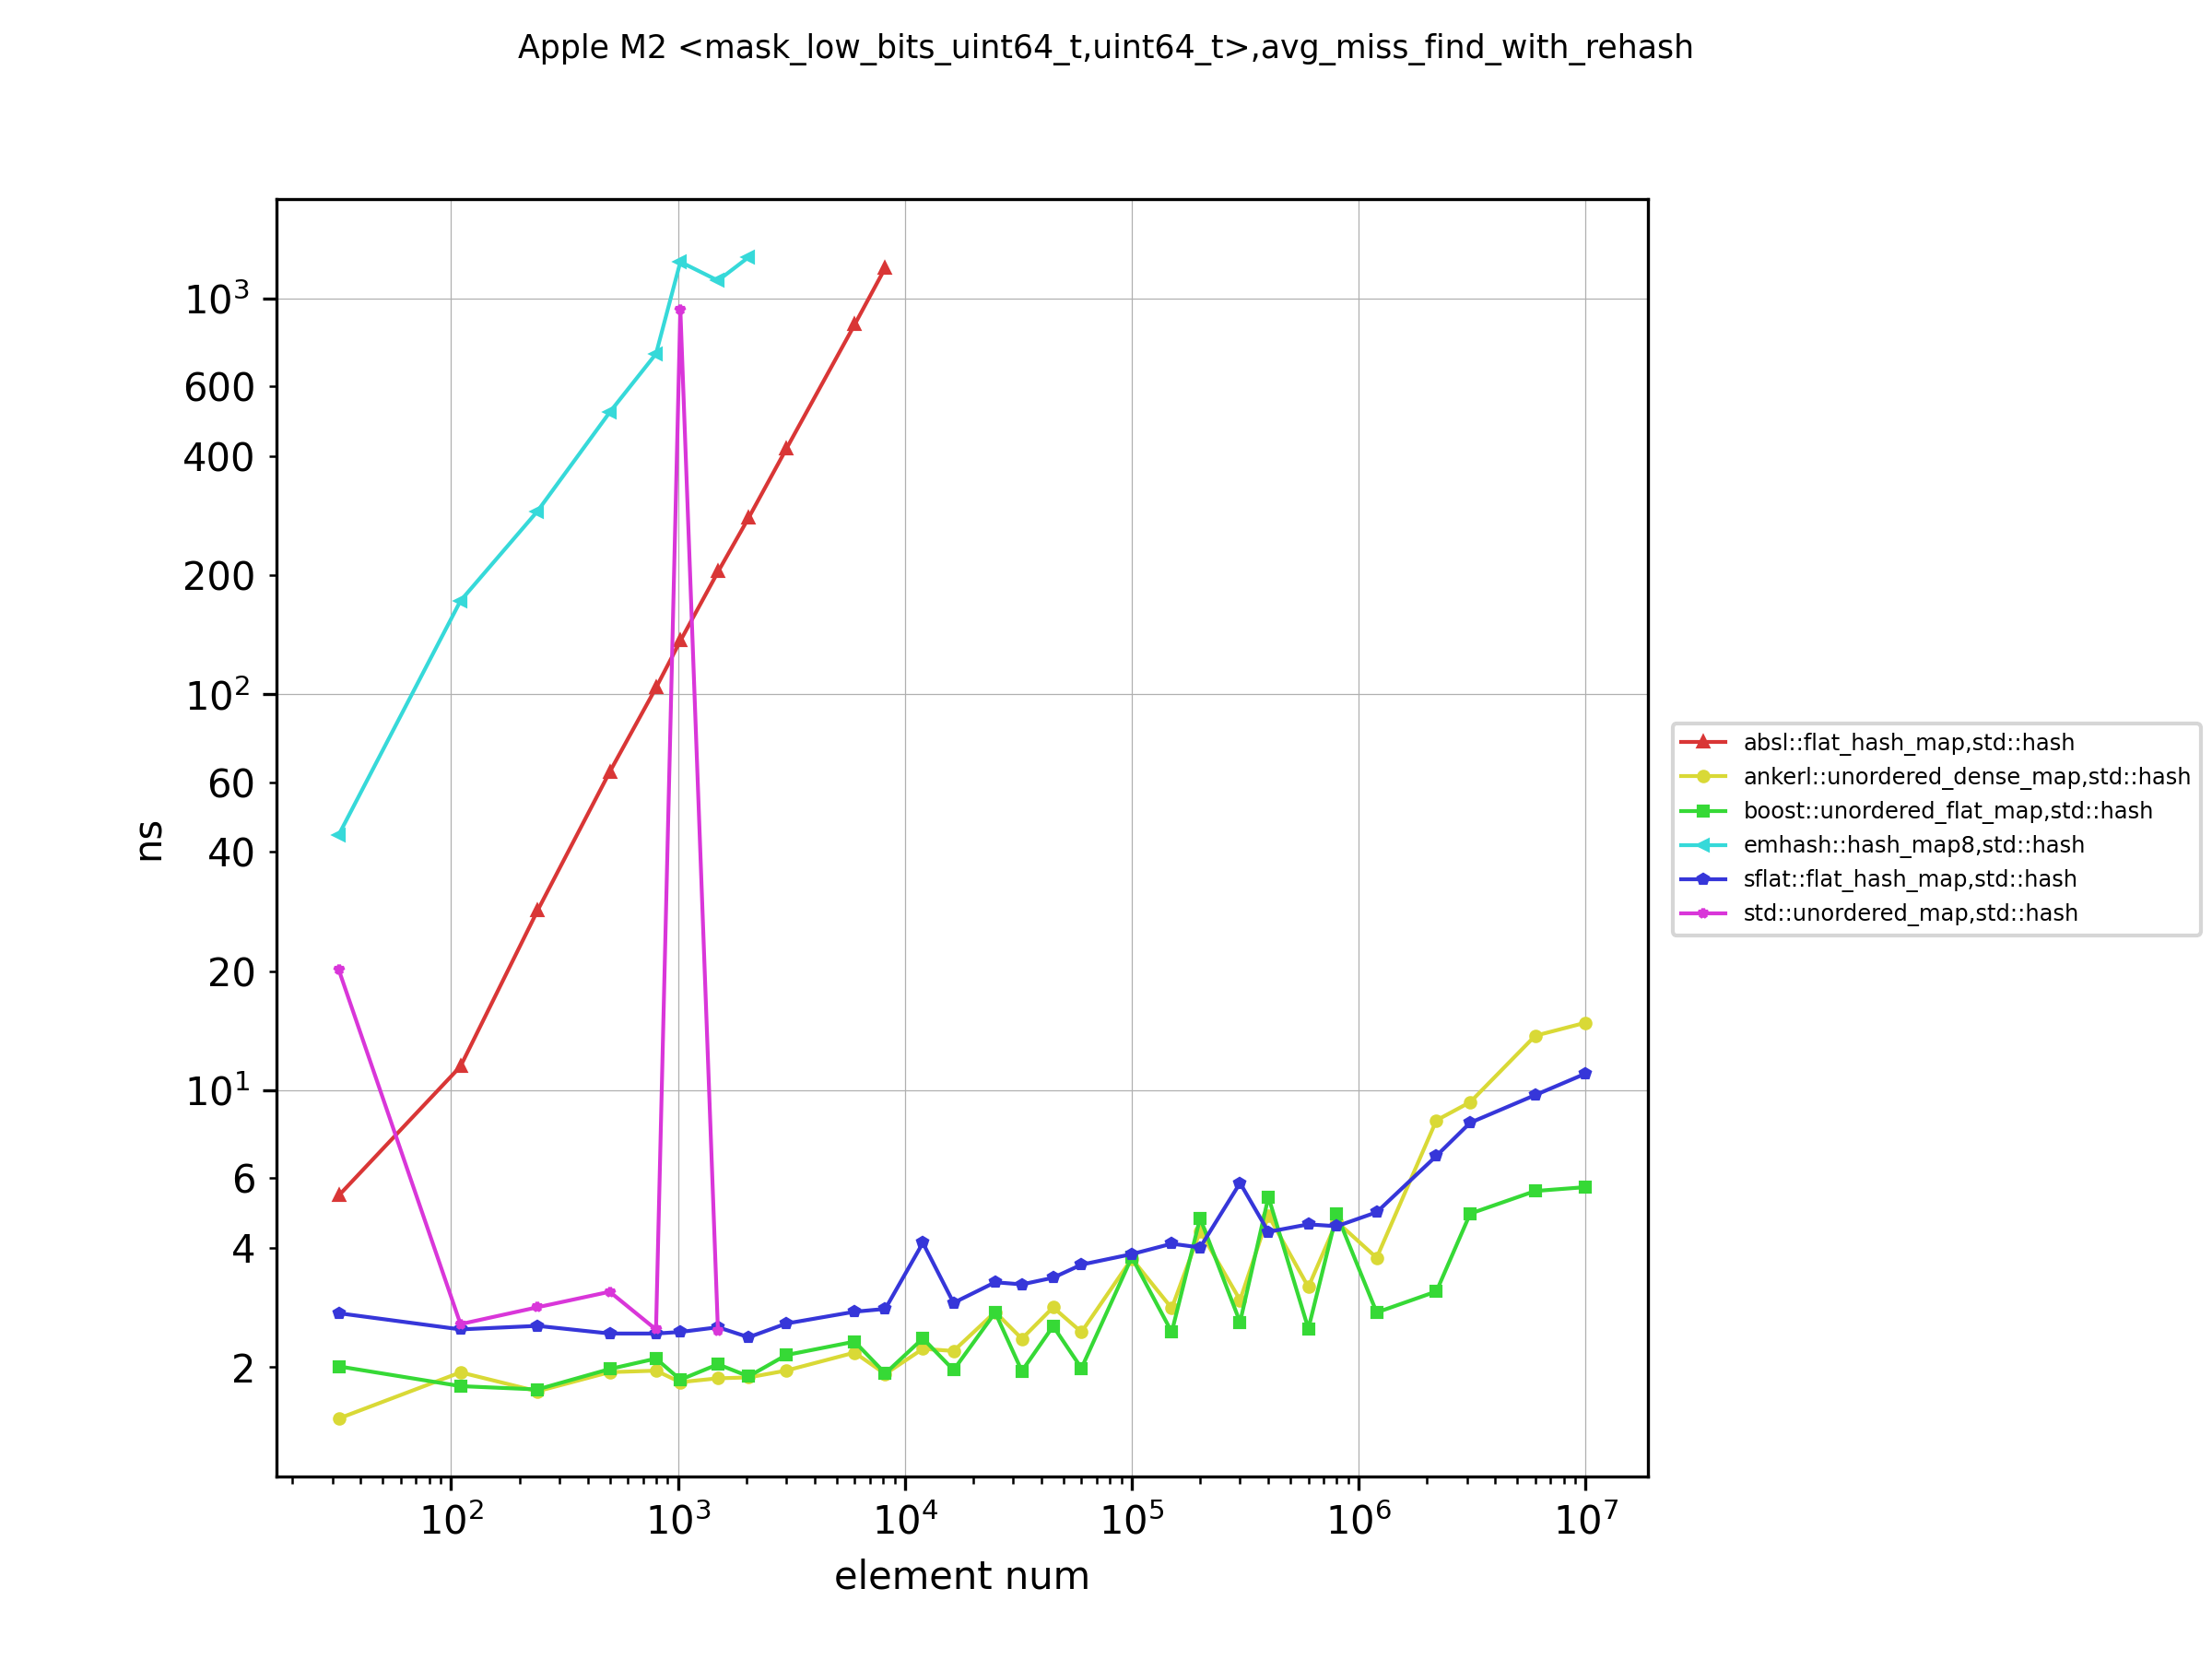 Apple M2 <mask_low_bits_uint64_t,uint64_t>,avg_miss_find_with_rehash
10³
600
400
200
10²
60
40
20
10¹
6
4
2
ns
10² 10³ 10⁴ 10⁵ 10⁶ 10⁷
element num
absl::flat_hash_map,std::hash
ankerl::unordered_dense_map,std::hash
boost::unordered_flat_map,std::hash
emhash::hash_map8,std::hash
sflat::flat_hash_map,std::hash
std::unordered_map,std::hash